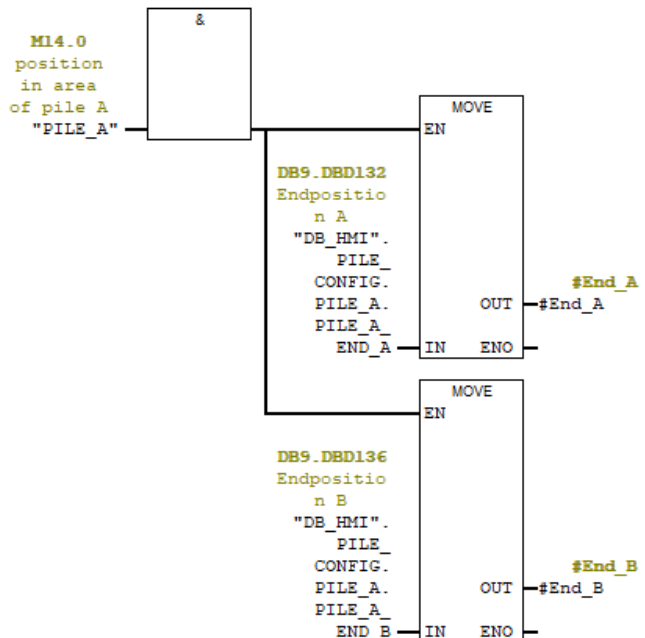 &
M14.0
position
in area
of pile A
"PILE_A"
MOVE
EN
DB9.DBD132
Endpositio
n A
"DB_HMI".
PILE_
CONFIG.
PILE_A.
PILE_A_
END_A
IN
OUT
ENO
#End_A
#End_A
MOVE
EN
DB9.DBD136
Endpositio
n B
"DB_HMI".
PILE_
CONFIG.
PILE_A.
PILE_A_
END_B
IN
OUT
ENO
#End_B
#End_B